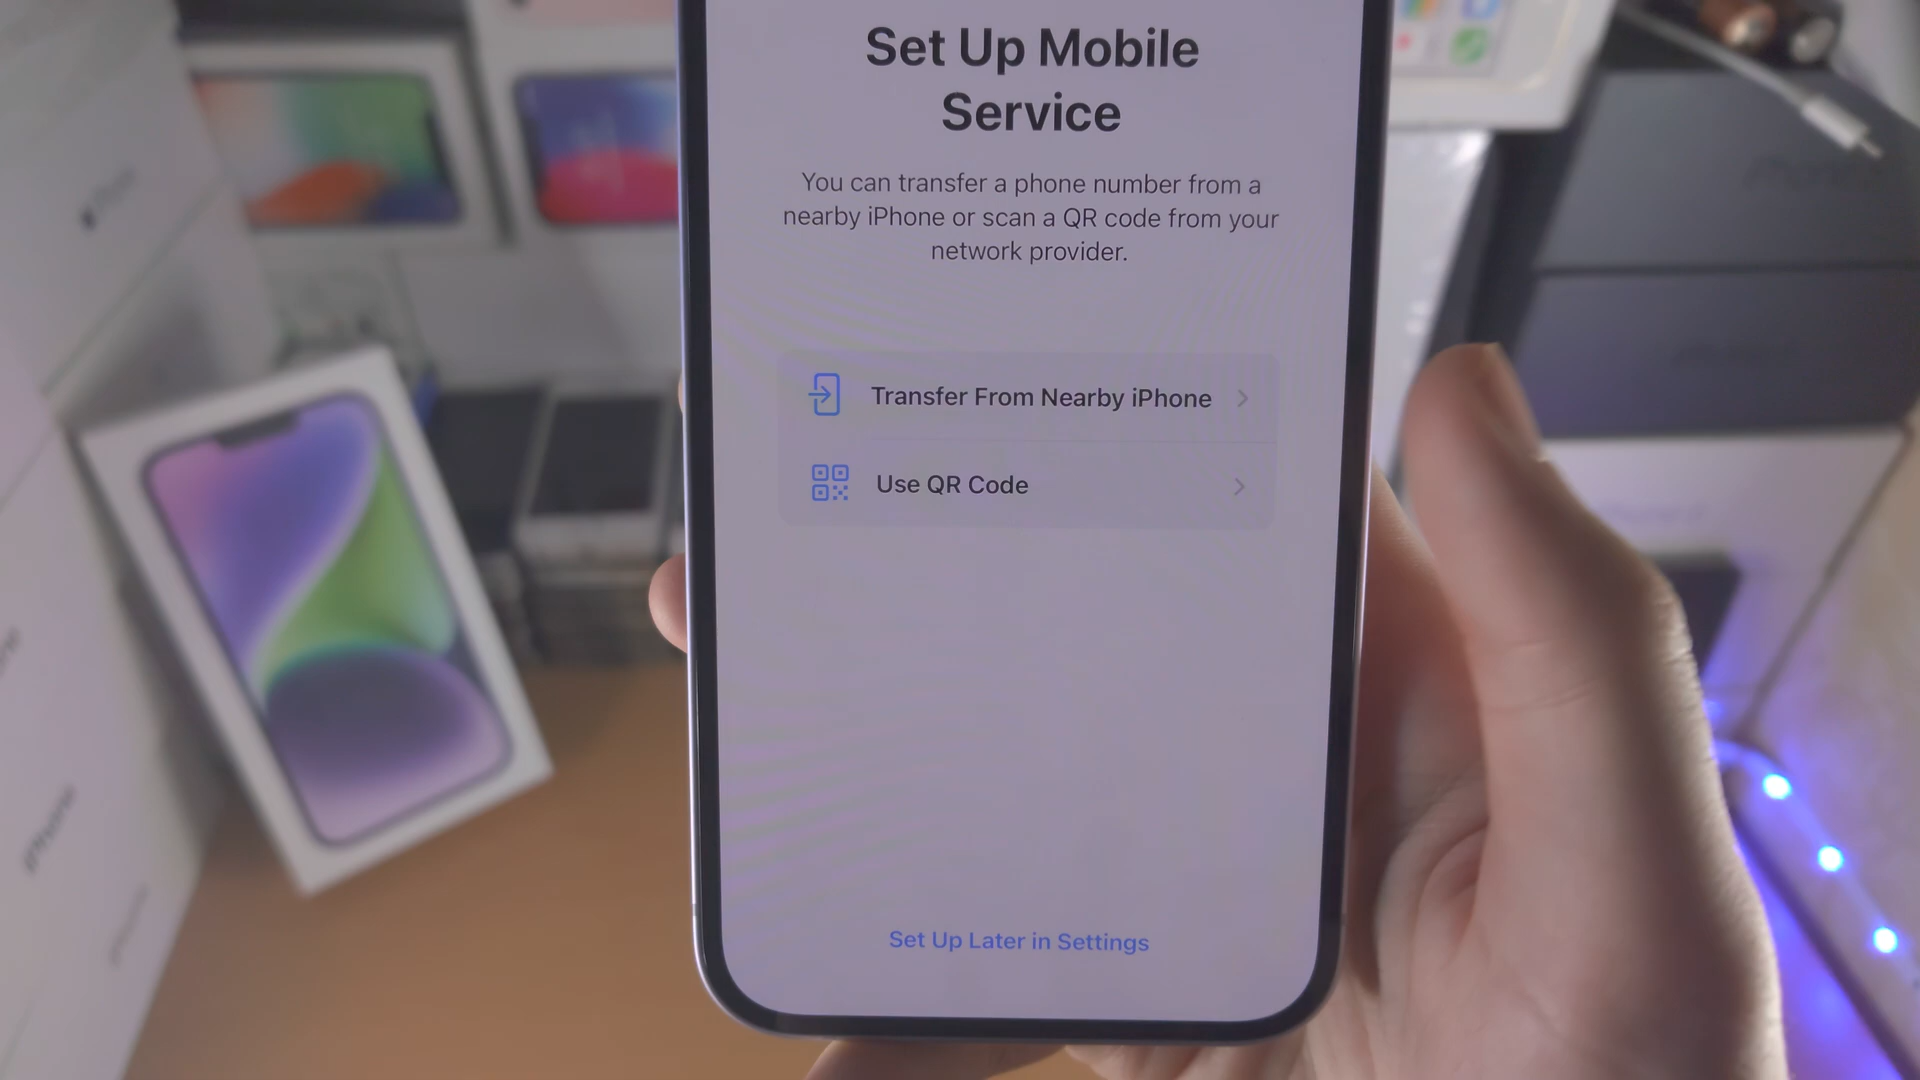 Set Up Mobile
Service
You can transfer a phone number from a
nearby iPhone or scan a QR code from your
network provider.
Transfer From Nearby iPhone
Use QR Code
Set Up Later in Settings
iPhone